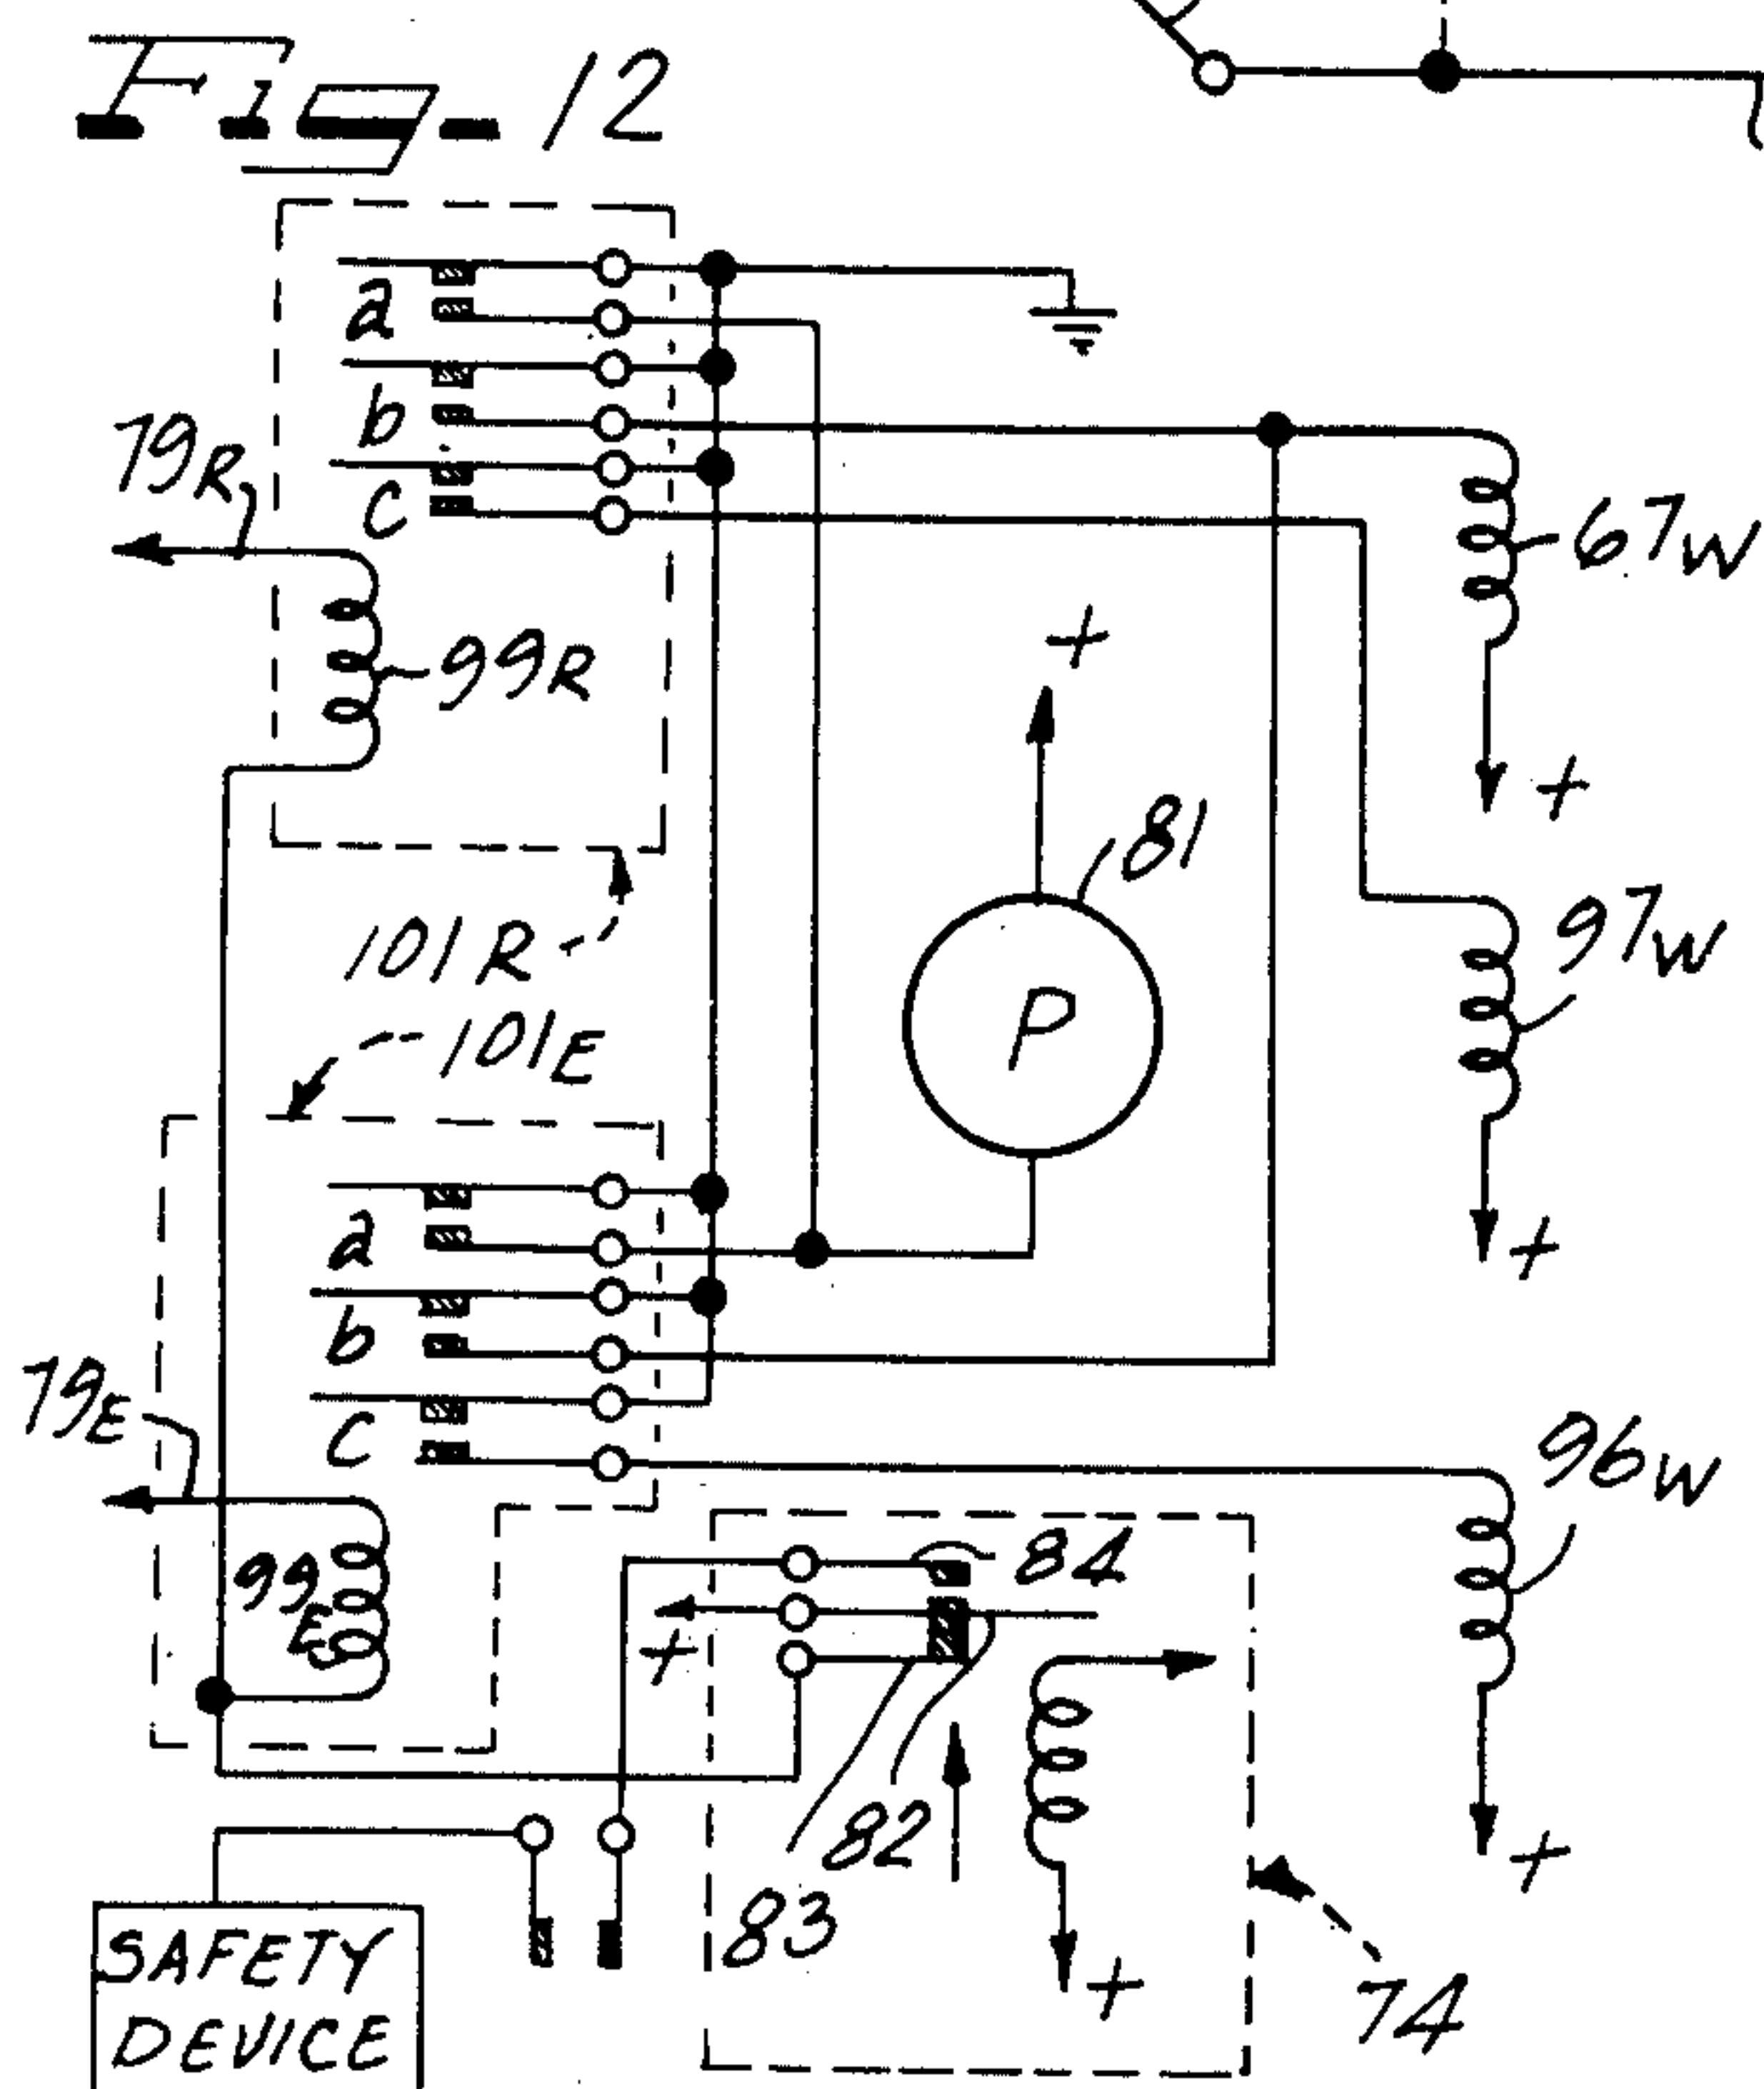 Fig-12
a
b
79R
c
67W
99R
+
+
81
97W
101R
P
101E
a
+
b
79E
c
96W
84
99E
+
82
+
83
SAFETY
+
74
DEVICE